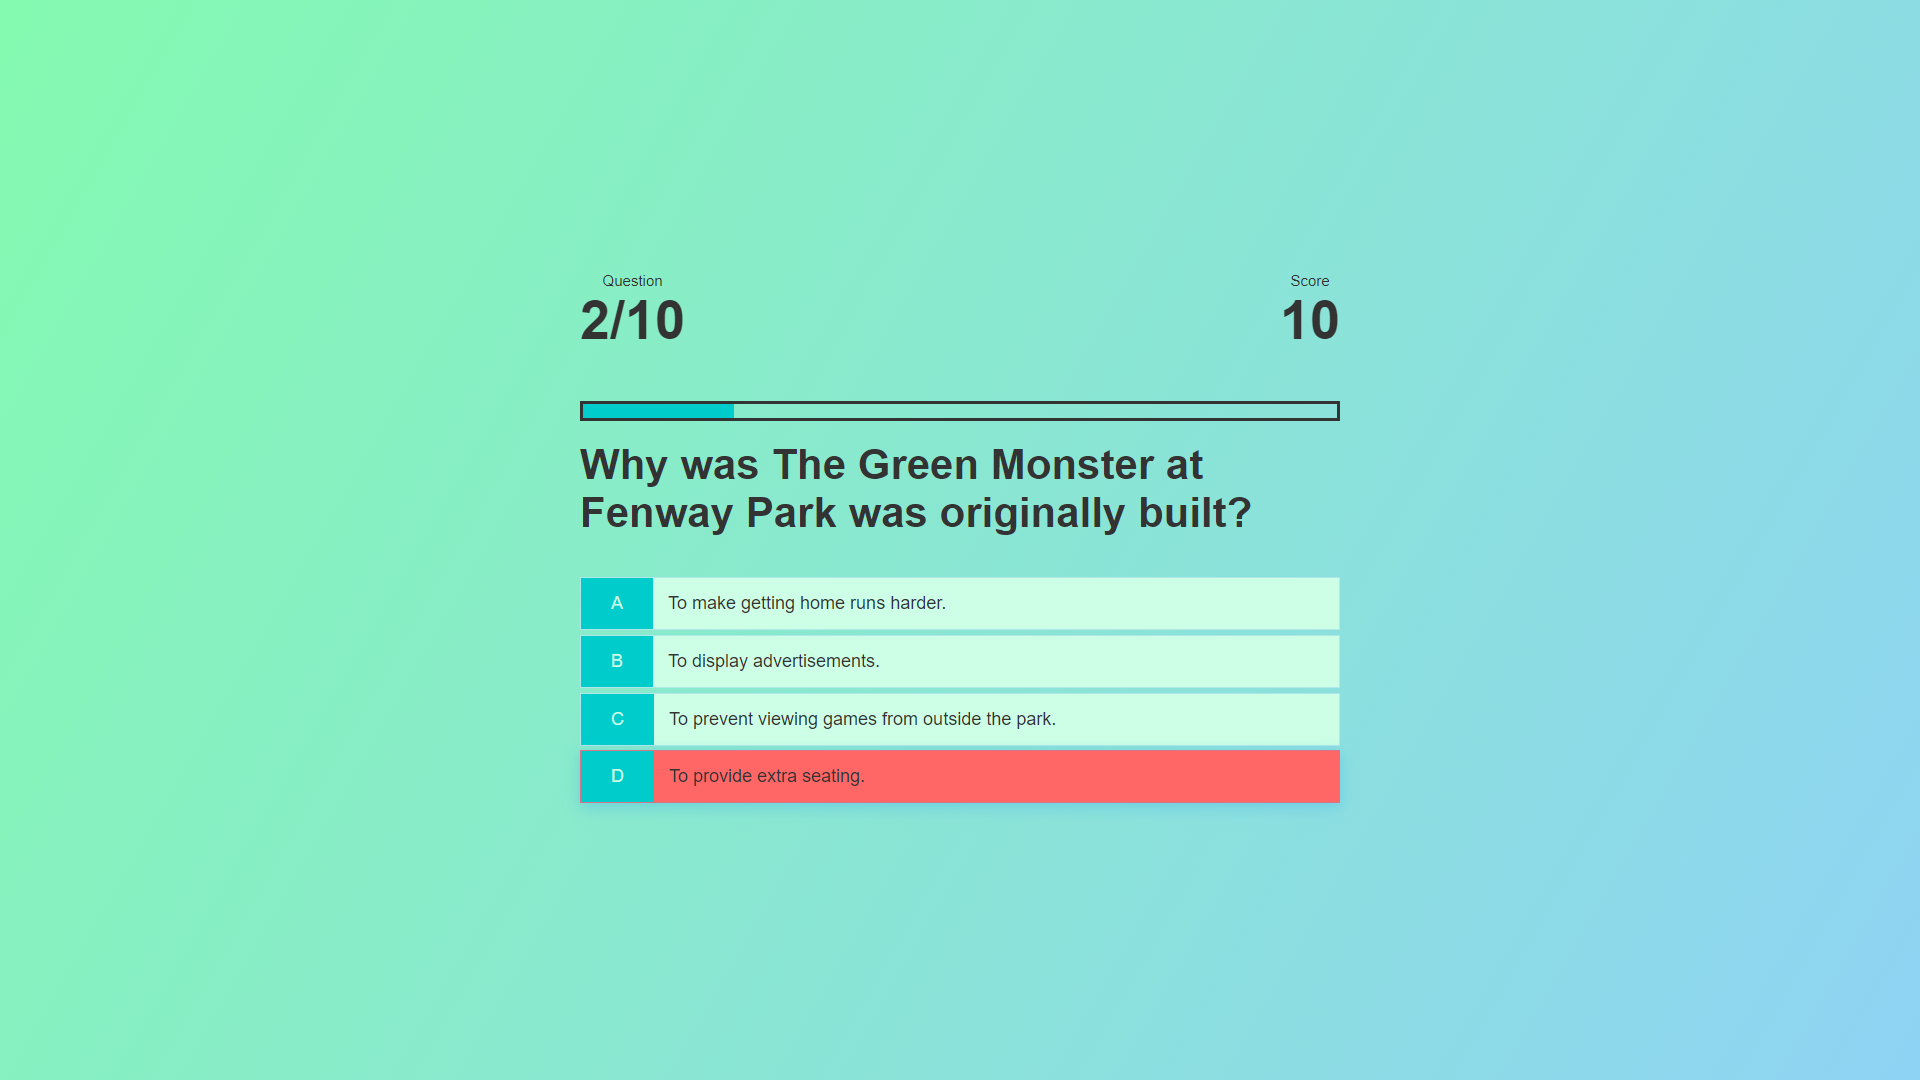 Question
2/10
Score
10
Why was The Green Monster at
Fenway Park was originally built?
A
To make getting home runs harder.
B
To display advertisements.
C
To prevent viewing games from outside the park.
D
To provide extra seating.